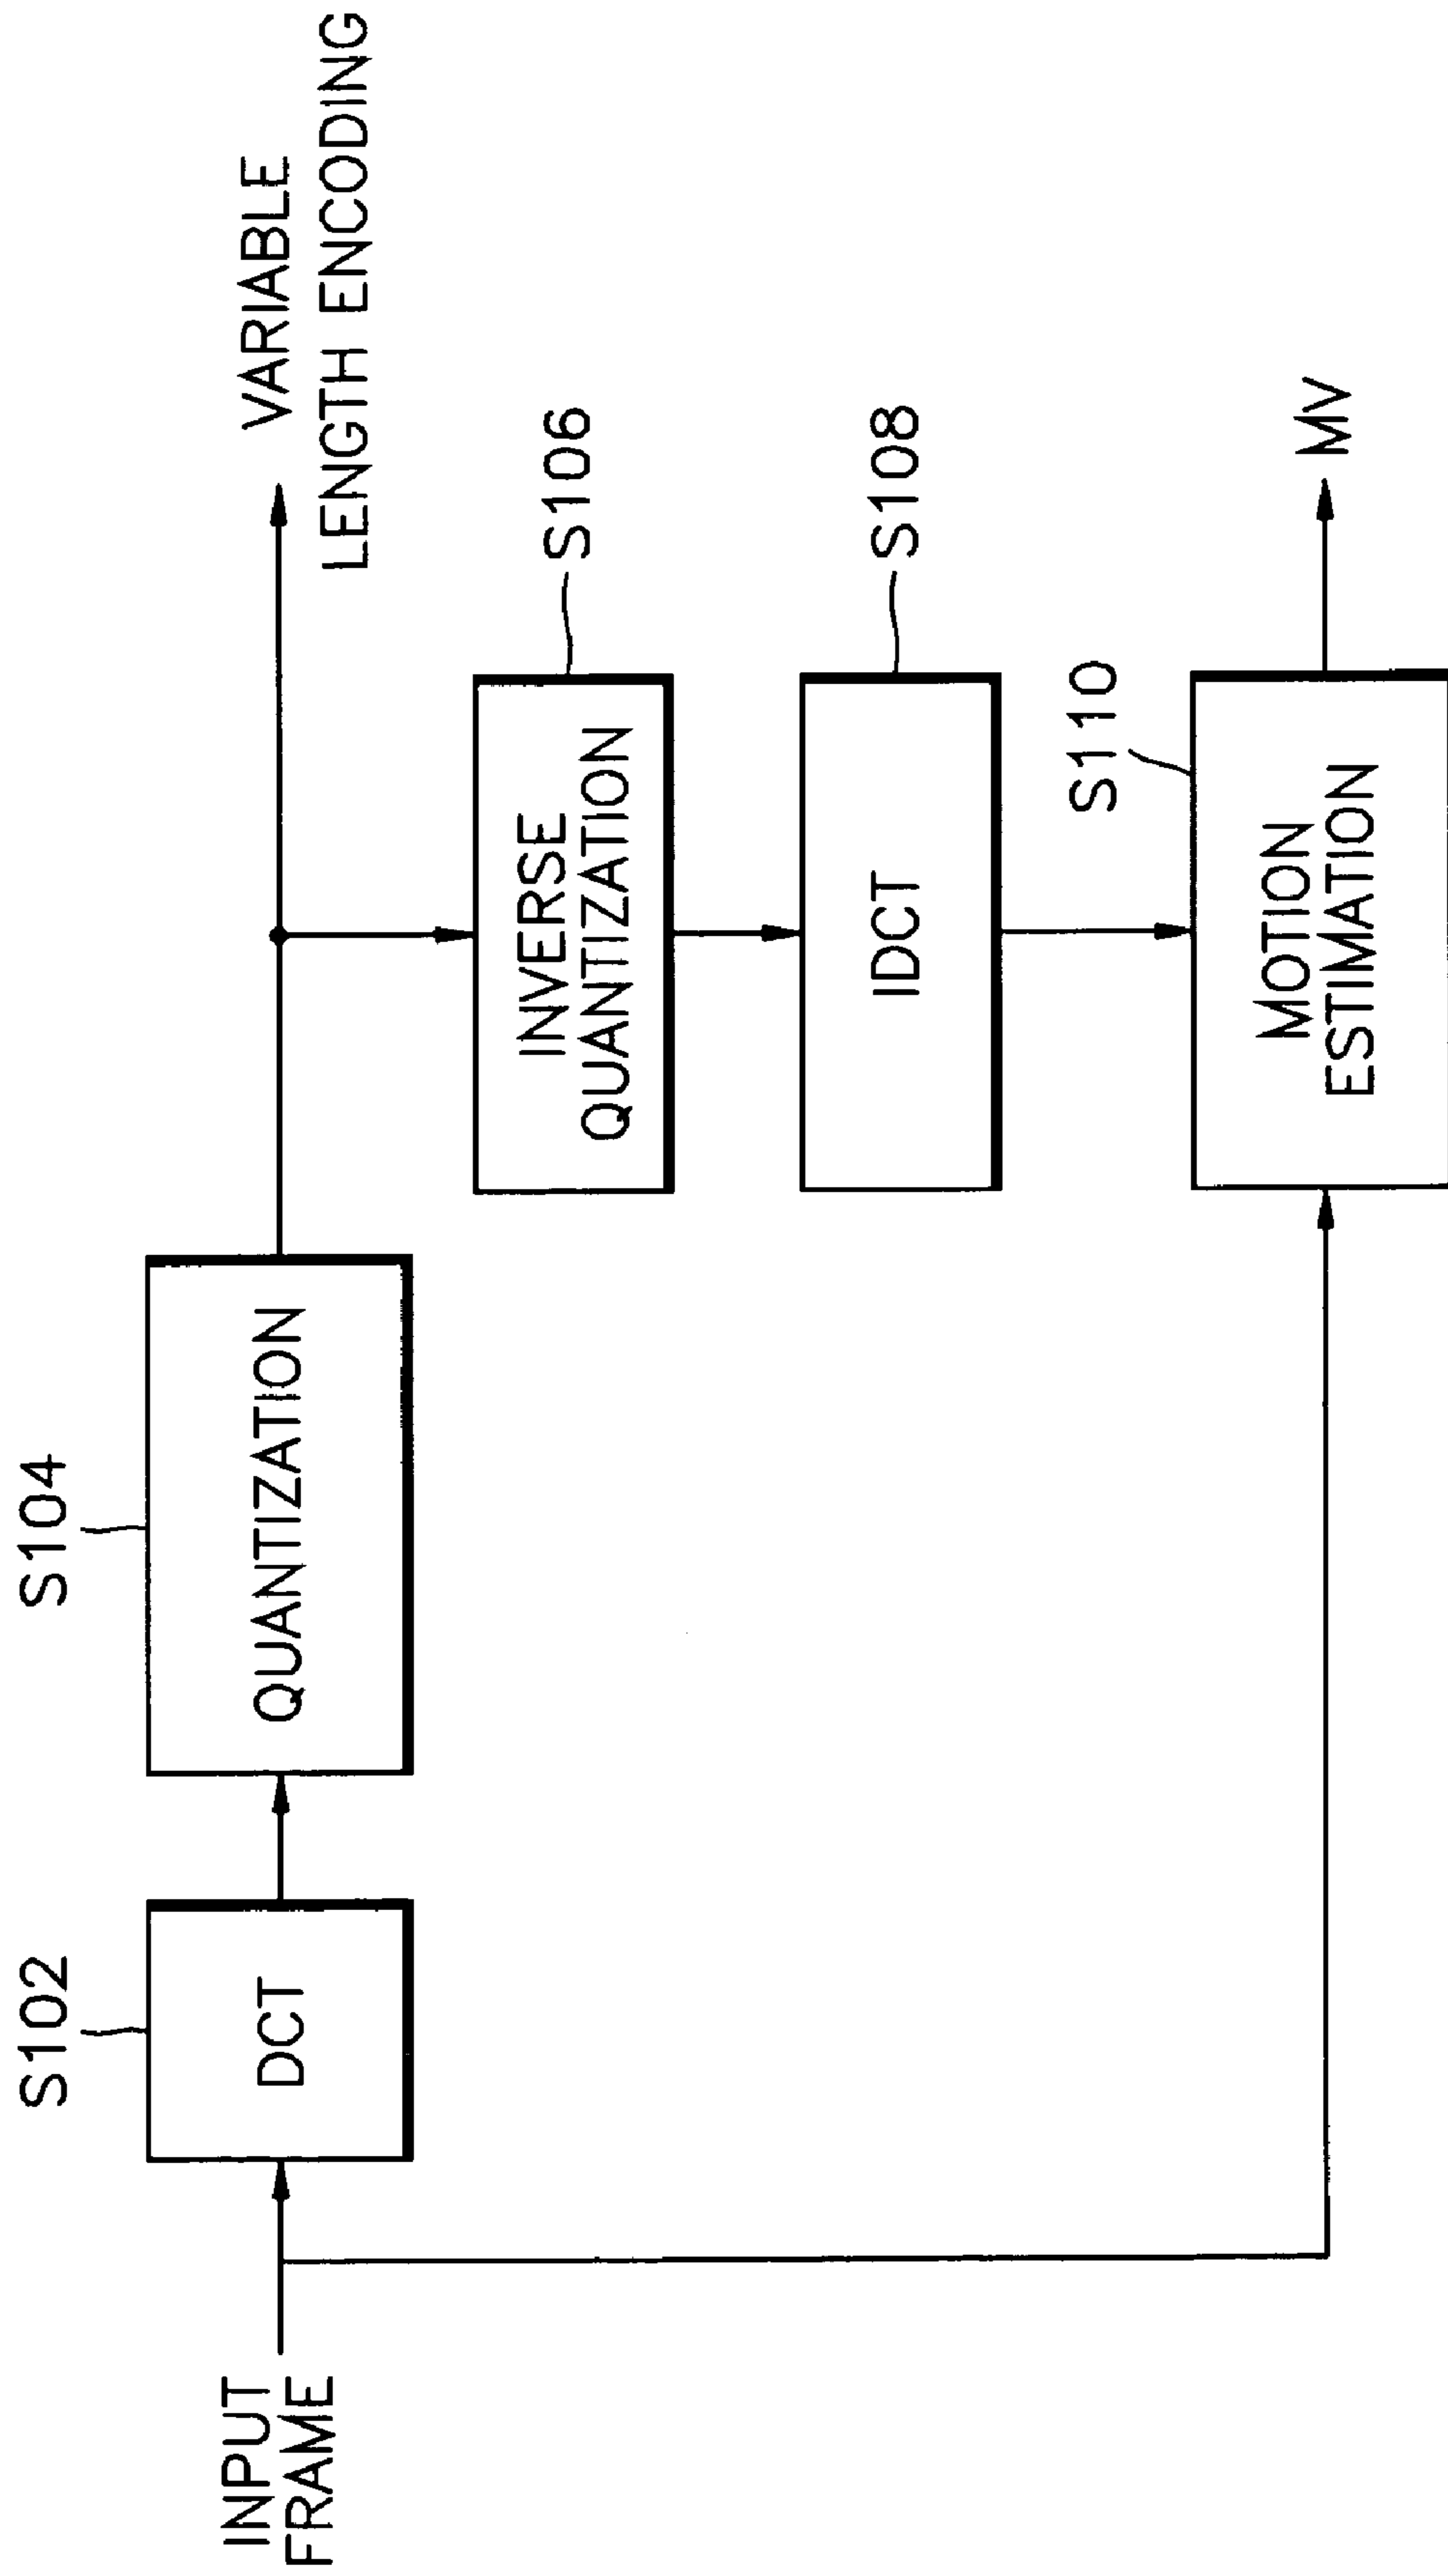 INPUT
FRAME
S102
DCT
S104
QUANTIZATION
VARIABLE
LENGTH ENCODING
S106
INVERSE
QUANTIZATION
S108
IDCT
S110
MOTION
ESTIMATION
MV